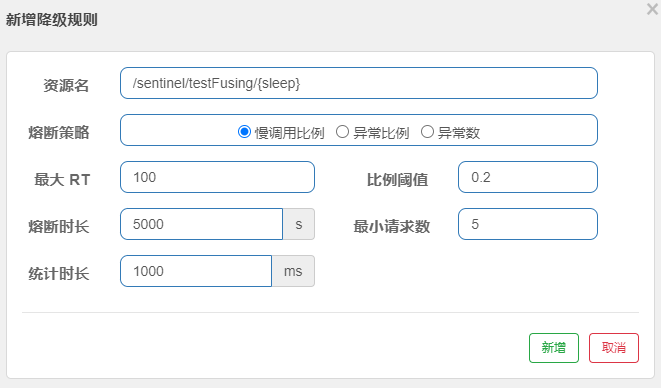 新增降级规则
资源名 /sentinel/testFusing/{sleep}
熔断策略 慢调用比例 异常比例 异常数
最大 RT 100 比例阈值 0.2
熔断时长 5000 s 最小请求数 5
统计时长 1000 ms
新增 取消